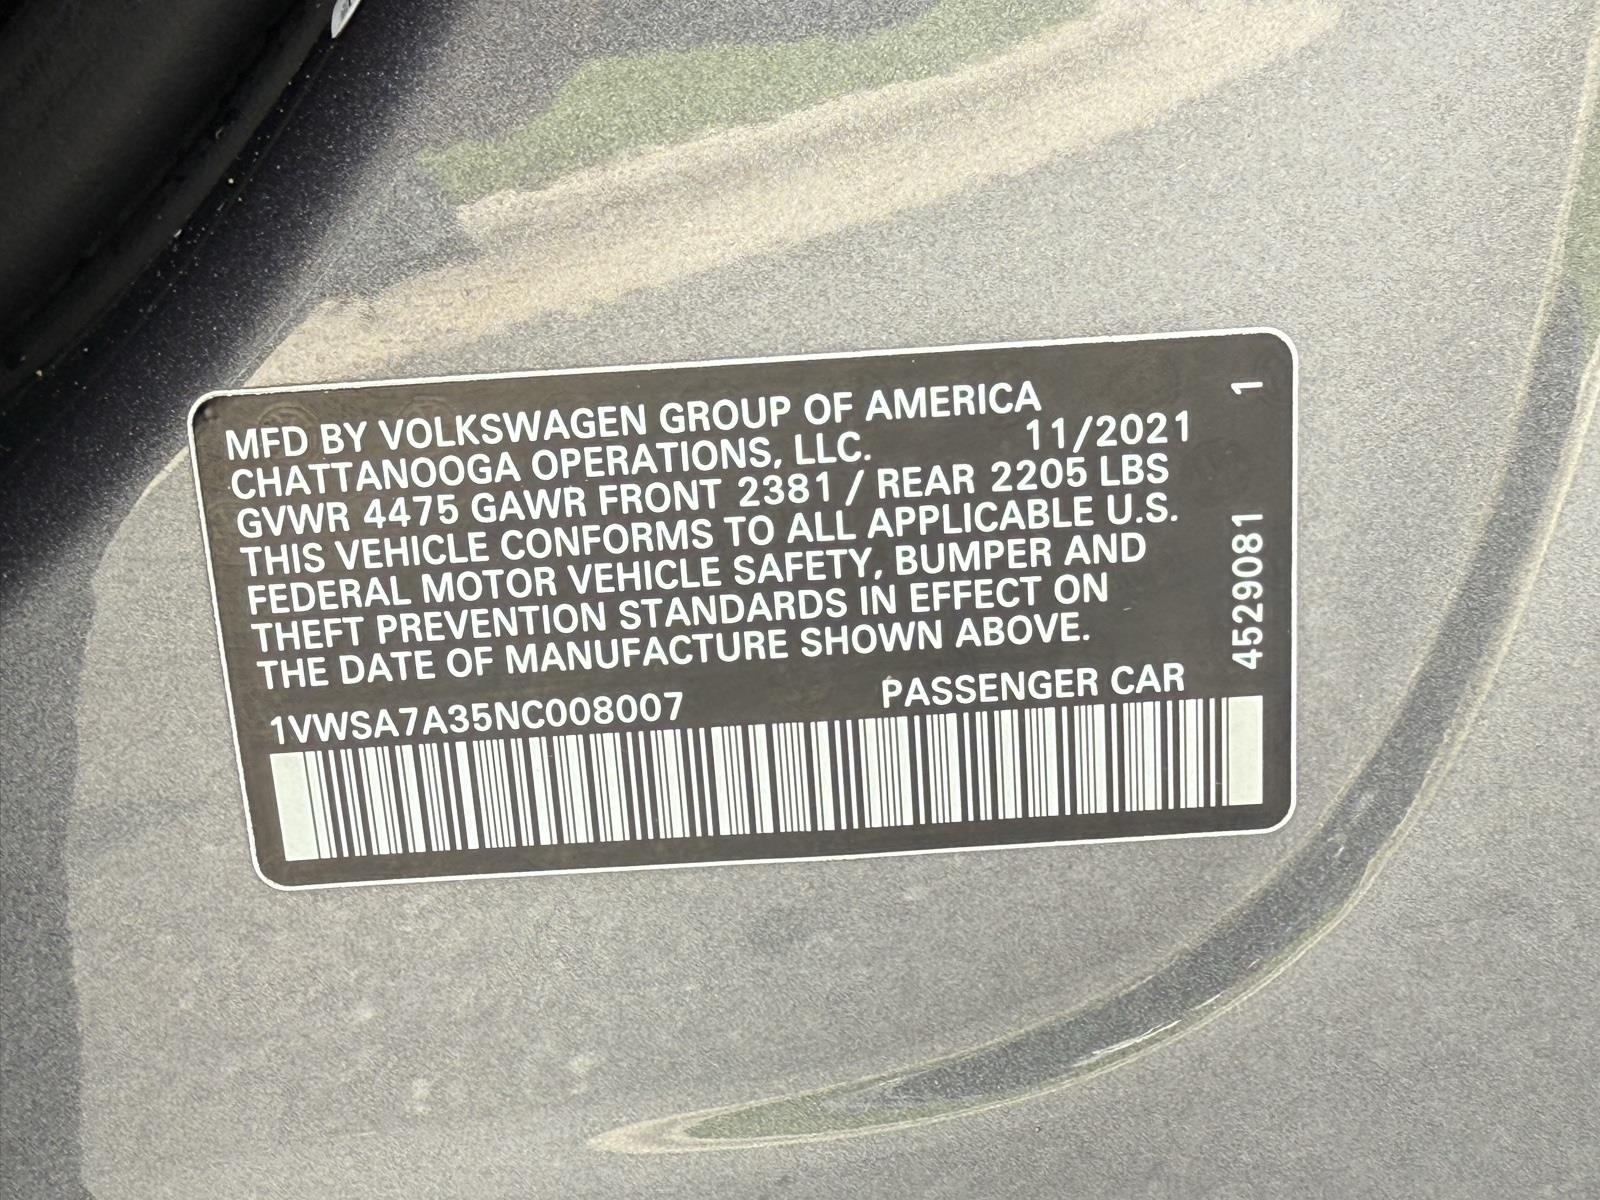 MFD BY VOLKSWAGEN GROUP OF AMERICA
CHATTANOOGA OPERATIONS, LLC. 11/2021
GVWR 4475 GAWR FRONT 2381 / REAR 2205 LBS
THIS VEHICLE CONFORMS TO ALL APPLICABLE U.S.
FEDERAL MOTOR VEHICLE SAFETY, BUMPER AND
THEFT PREVENTION STANDARDS IN EFFECT ON
THE DATE OF MANUFACTURE SHOWN ABOVE.
1VWSA7A35NC008007 PASSENGER CAR
4529081 1